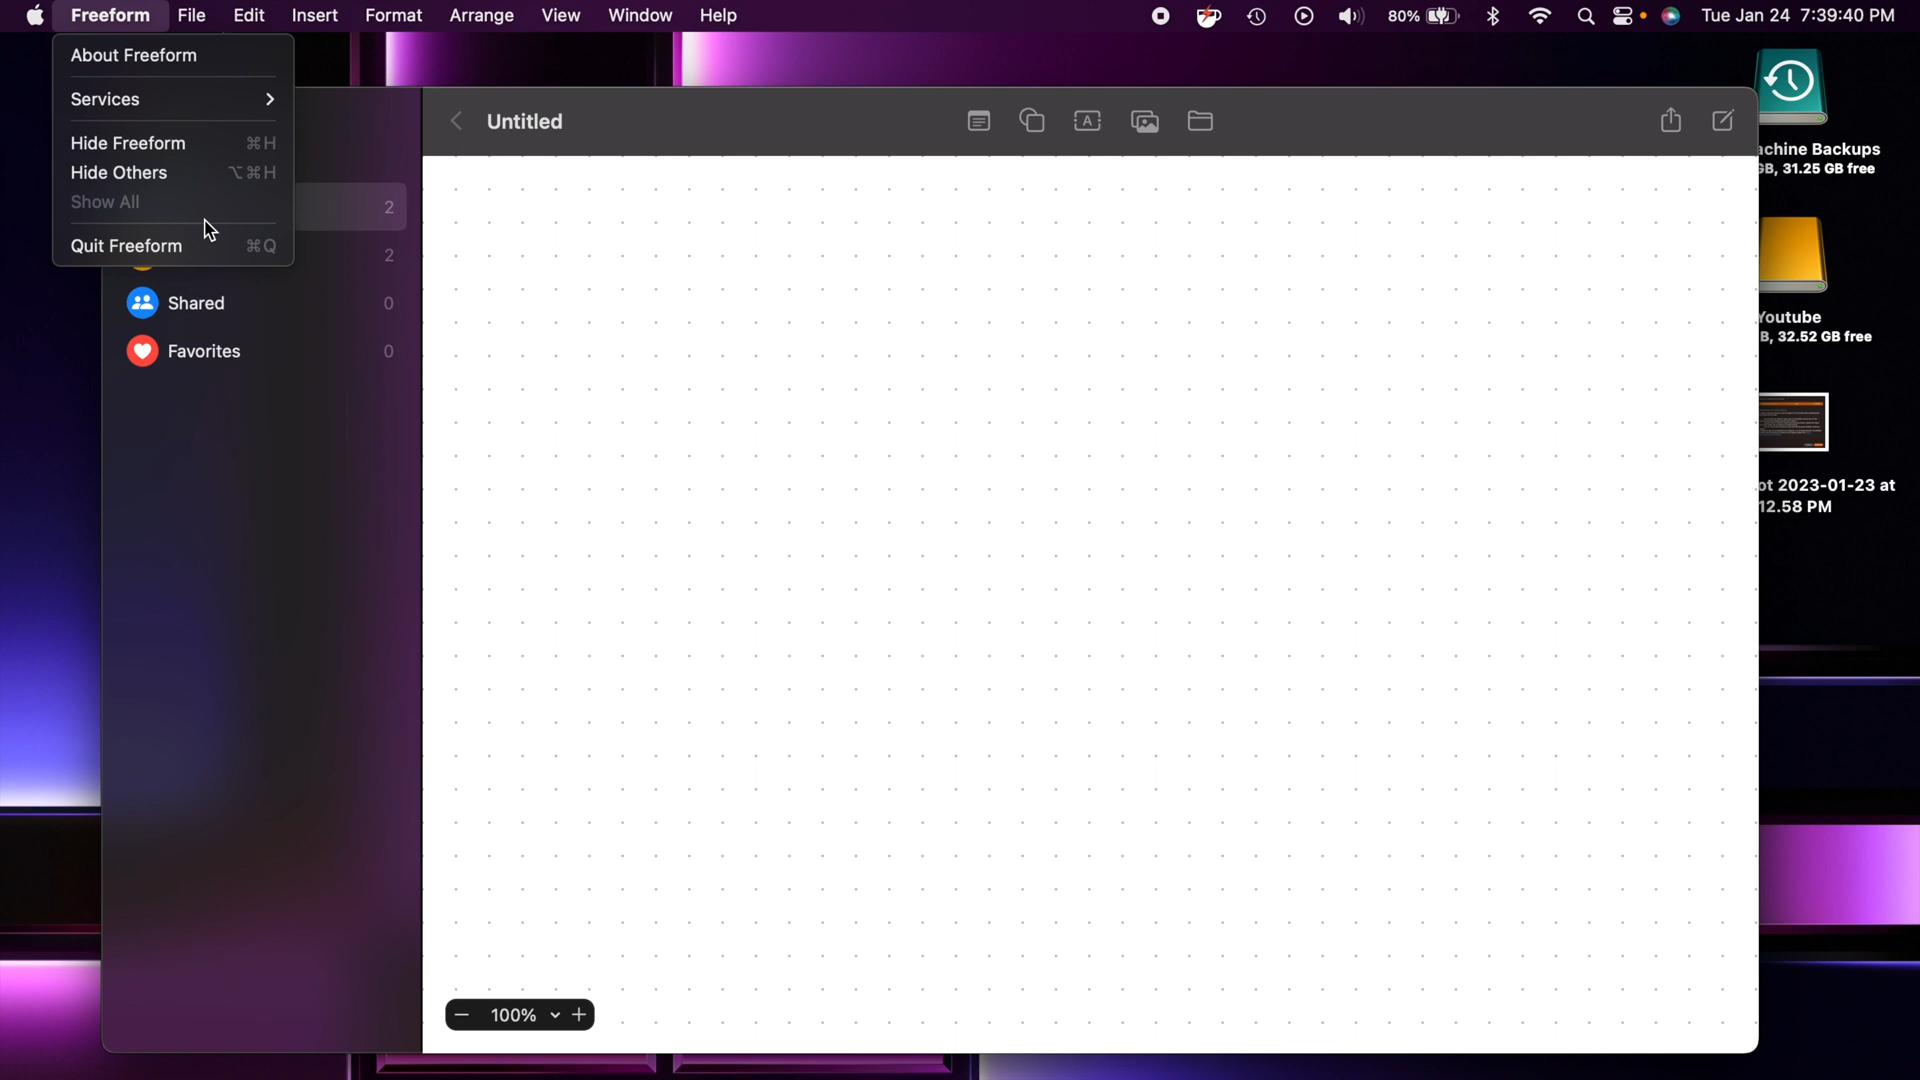 Freeform File Edit Insert Format Arrange View Window Help 80% Tue Jan 24 7:39:40 PM
About Freeform
Services
Hide Freeform ⌘H
Hide Others ⌥⌘H
Show All
Quit Freeform ⌘Q
2
2
Shared 0
Favorites 0
Untitled
A
100%
achine Backups
GB, 31.25 GB free
Youtube
B, 32.52 GB free
ot 2023-01-23 at
12.58 PM